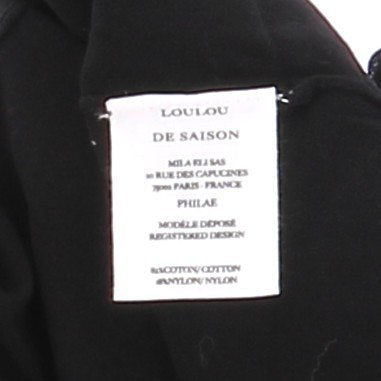 LOULOU
DE SAISON
MILA ELI SAS
10 RUE DES CAPUCINES
75002 PARIS - FRANCE
PHILAE
MODÈLE DÉPOSÉ
REGISTERED DESIGN
COTON/ COTTON
NYLON/ NYLON